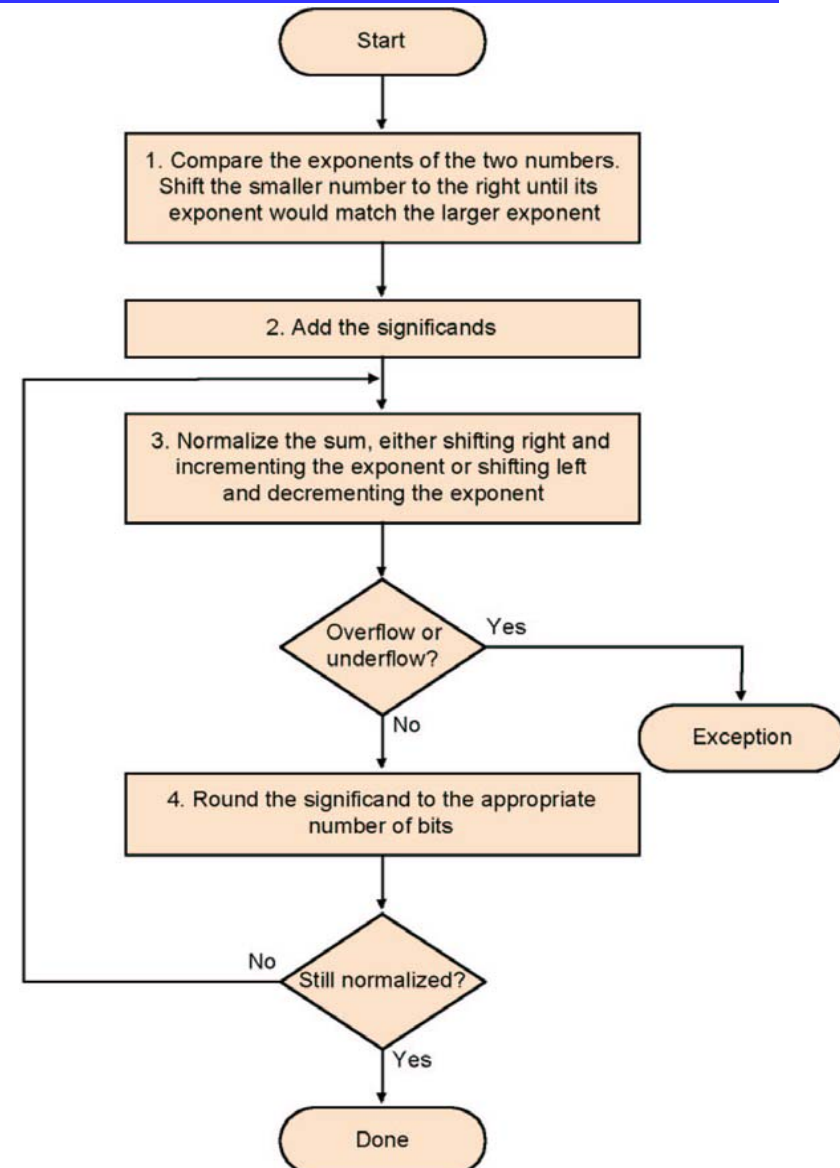 Start
1. Compare the exponents of the two numbers.
Shift the smaller number to the right until its
exponent would match the larger exponent
2. Add the significands
3. Normalize the sum, either shifting right and
incrementing the exponent or shifting left
and decrementing the exponent
Overflow or
underflow?
Yes
No
Exception
4. Round the significand to the appropriate
number of bits
No
Still normalized?
Yes
Done